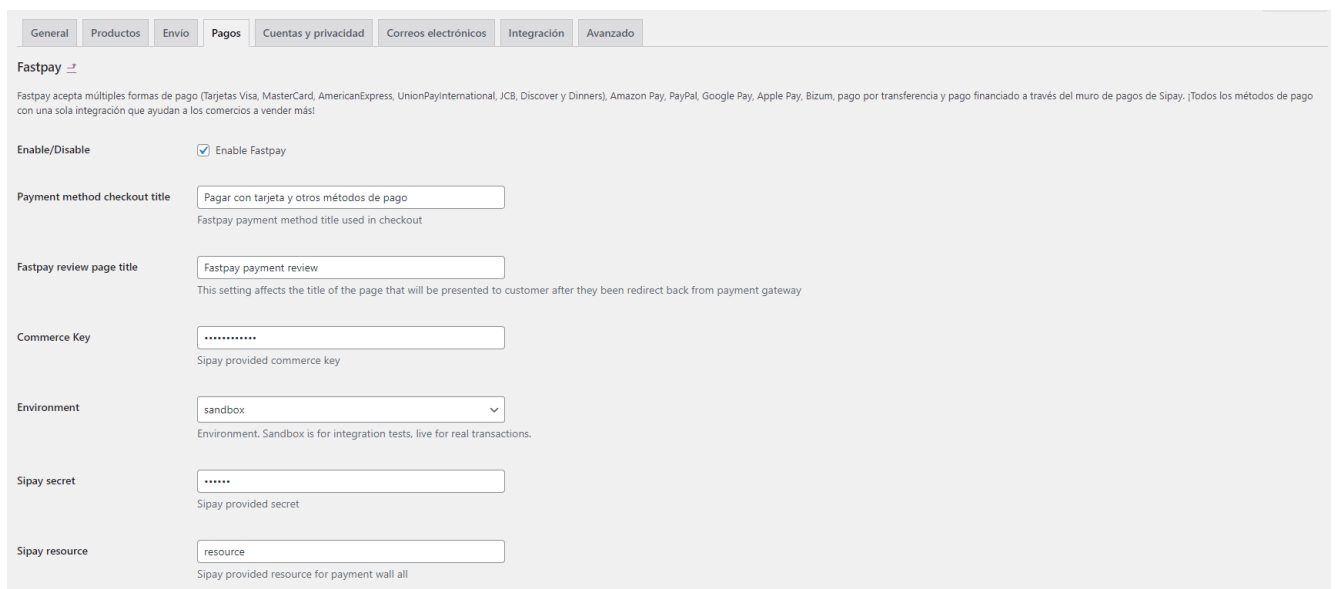 General Productos Envío Pagos Cuentas y privacidad Correos electrónicos Integración Avanzado
Fastpay
Fastpay acepta múltiples formas de pago (Tarjetas Visa, MasterCard, AmericanExpress, UnionPayInternational, JCB, Discover y Dinners), Amazon Pay, PayPal, Google Pay, Apple Pay, Bizum, pago por transferencia y pago financiado a través del muro de pagos de Sipay. ¡Todos los métodos de pago
con una sola integración que ayudan a los comercios a vender más!
Enable/Disable Enable Fastpay
Payment method checkout title Pagar con tarjeta y otros métodos de pago
Fastpay payment method title used in checkout
Fastpay review page title Fastpay payment review
This setting affects the title of the page that will be presented to customer after they been redirect back from payment gateway
Commerce Key ••••••••••••
Sipay provided commerce key
Environment sandbox
Environment. Sandbox is for integration tests, live for real transactions.
Sipay secret ••••••
Sipay provided secret
Sipay resource resource
Sipay provided resource for payment wall all